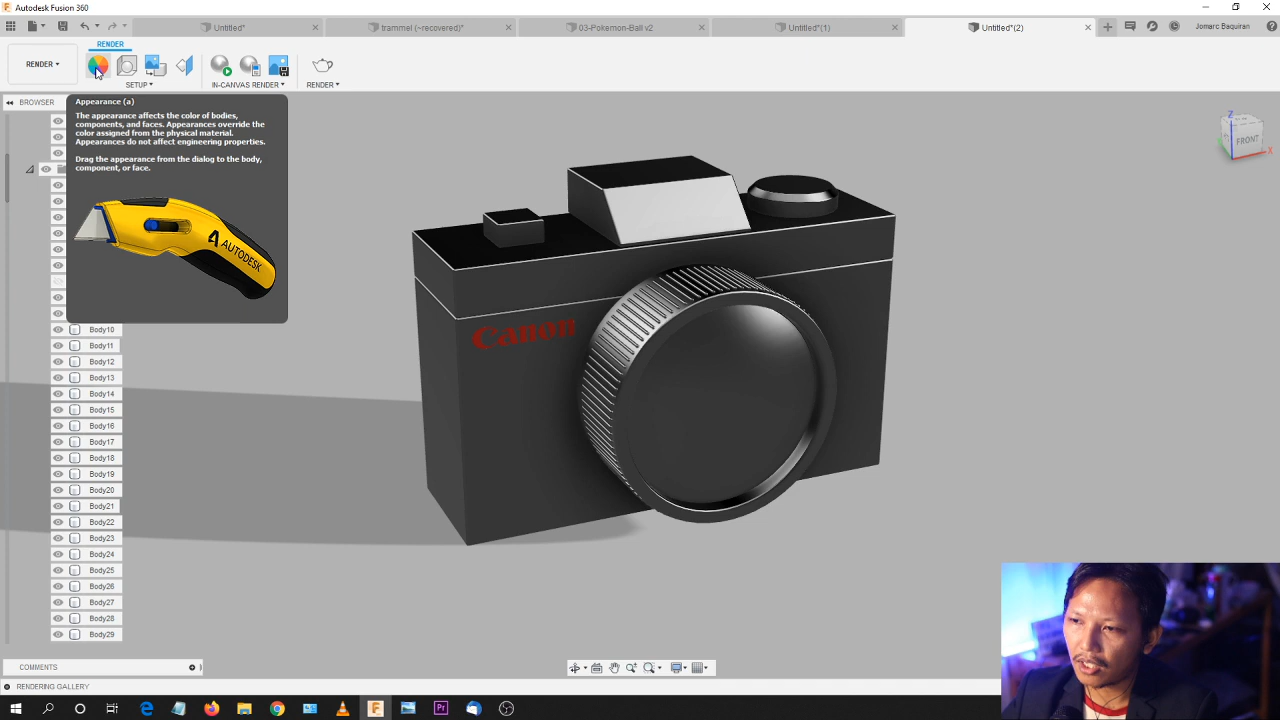 Autodesk Fusion 360
Untitled*
trammel (~recovered)*
03-Pokemon-Ball v2
Untitled*(1)
Untitled*(2)
Jomarc Baquiran
RENDER
RENDER
SETUP
IN-CANVAS RENDER
RENDER
BROWSER
Appearance (a)
The appearance affects the color of bodies,
components, and faces. Appearances override the
color assigned from the physical material.
Appearances do not affect engineering properties.
Drag the appearance from the dialog to the body,
component, or face.
AUTODESK
Body10
Body11
Body12
Body13
Body14
Body15
Body16
Body17
Body18
Body19
Body20
Body21
Body22
Body23
Body24
Body25
Body26
Body27
Body28
Body29
Canon
Z
FRONT
X
COMMENTS
RENDERING GALLERY